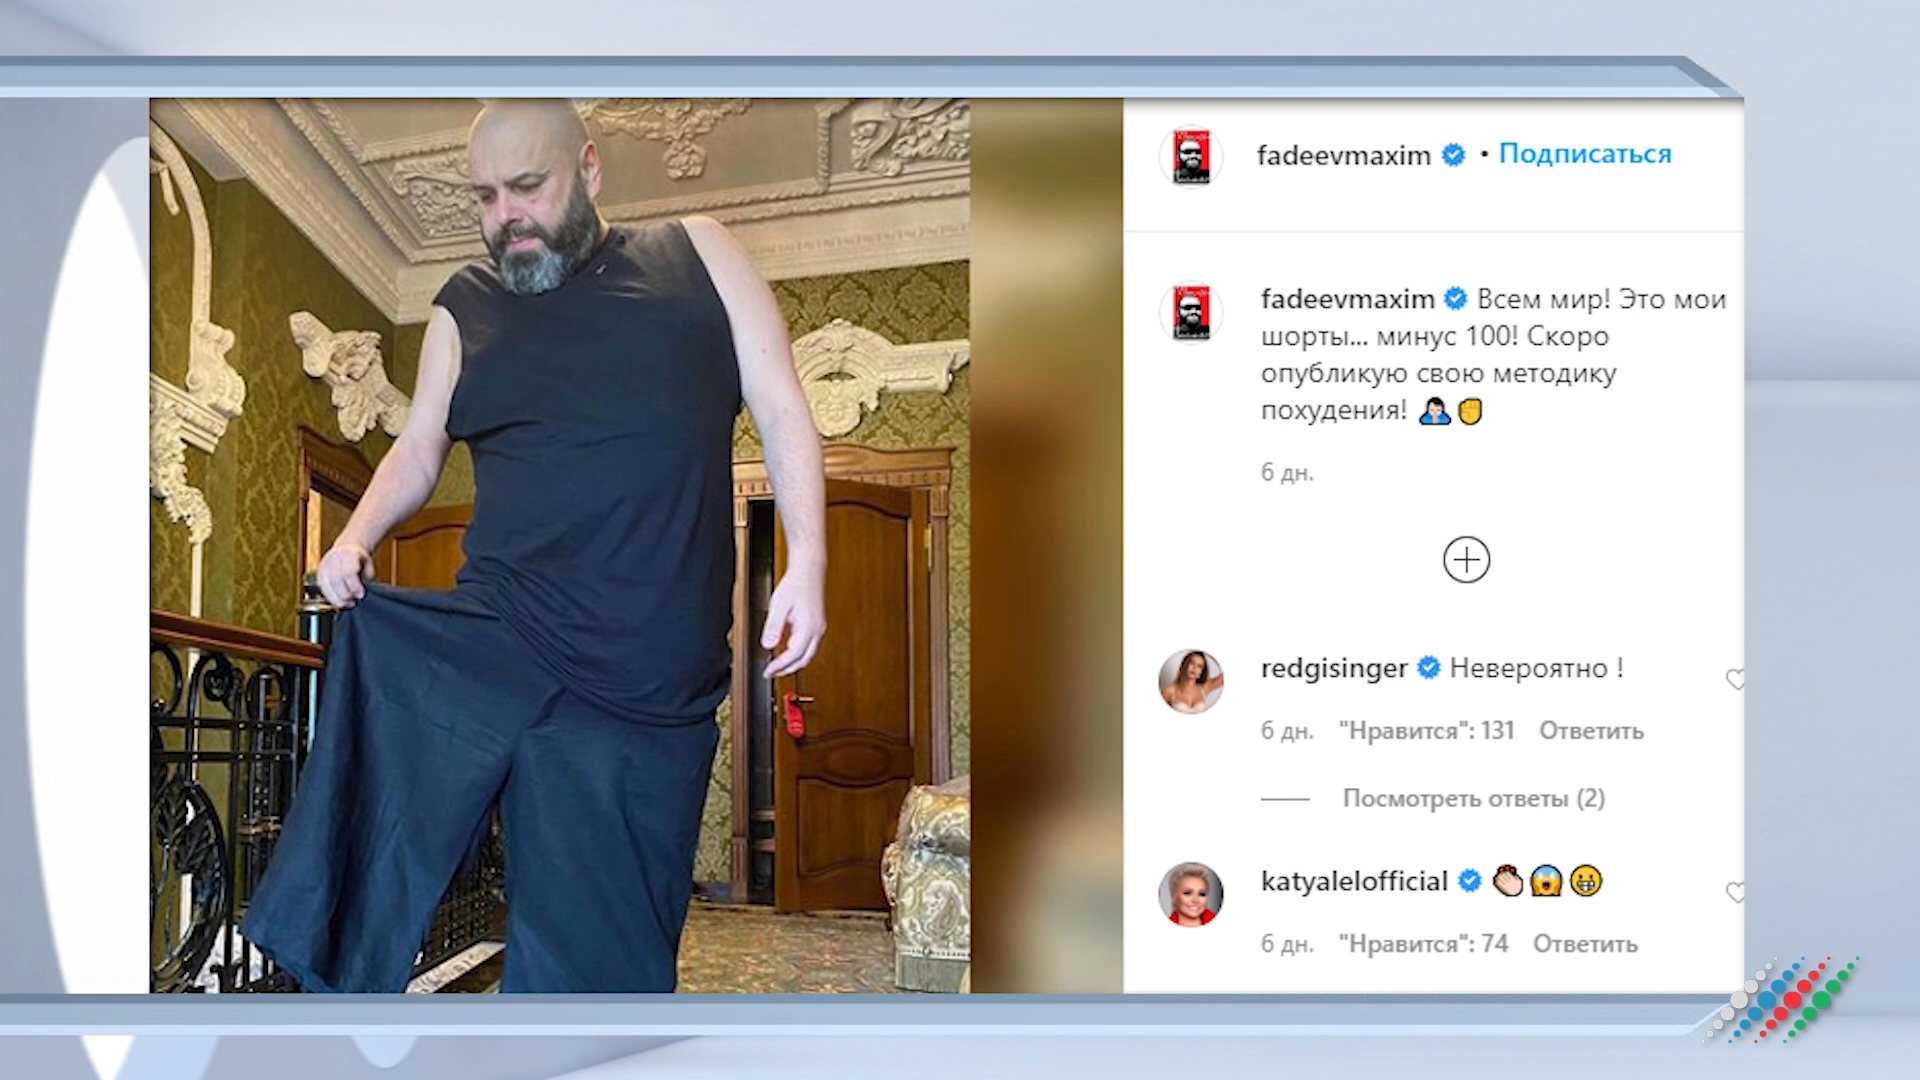 fadeevmaxim • Подписаться
fadeevmaxim Всем мир! Это мои
шорты... минус 100! Скоро
опубликую свою методику
похудения! 🤦🏻‍♂️✊
6 дн.
redgisinger Невероятно !
6 дн. "Нравится": 131 Ответить
Посмотреть ответы (2)
katyalelofficial 👏🏻😱😬
6 дн. "Нравится": 74 Ответить